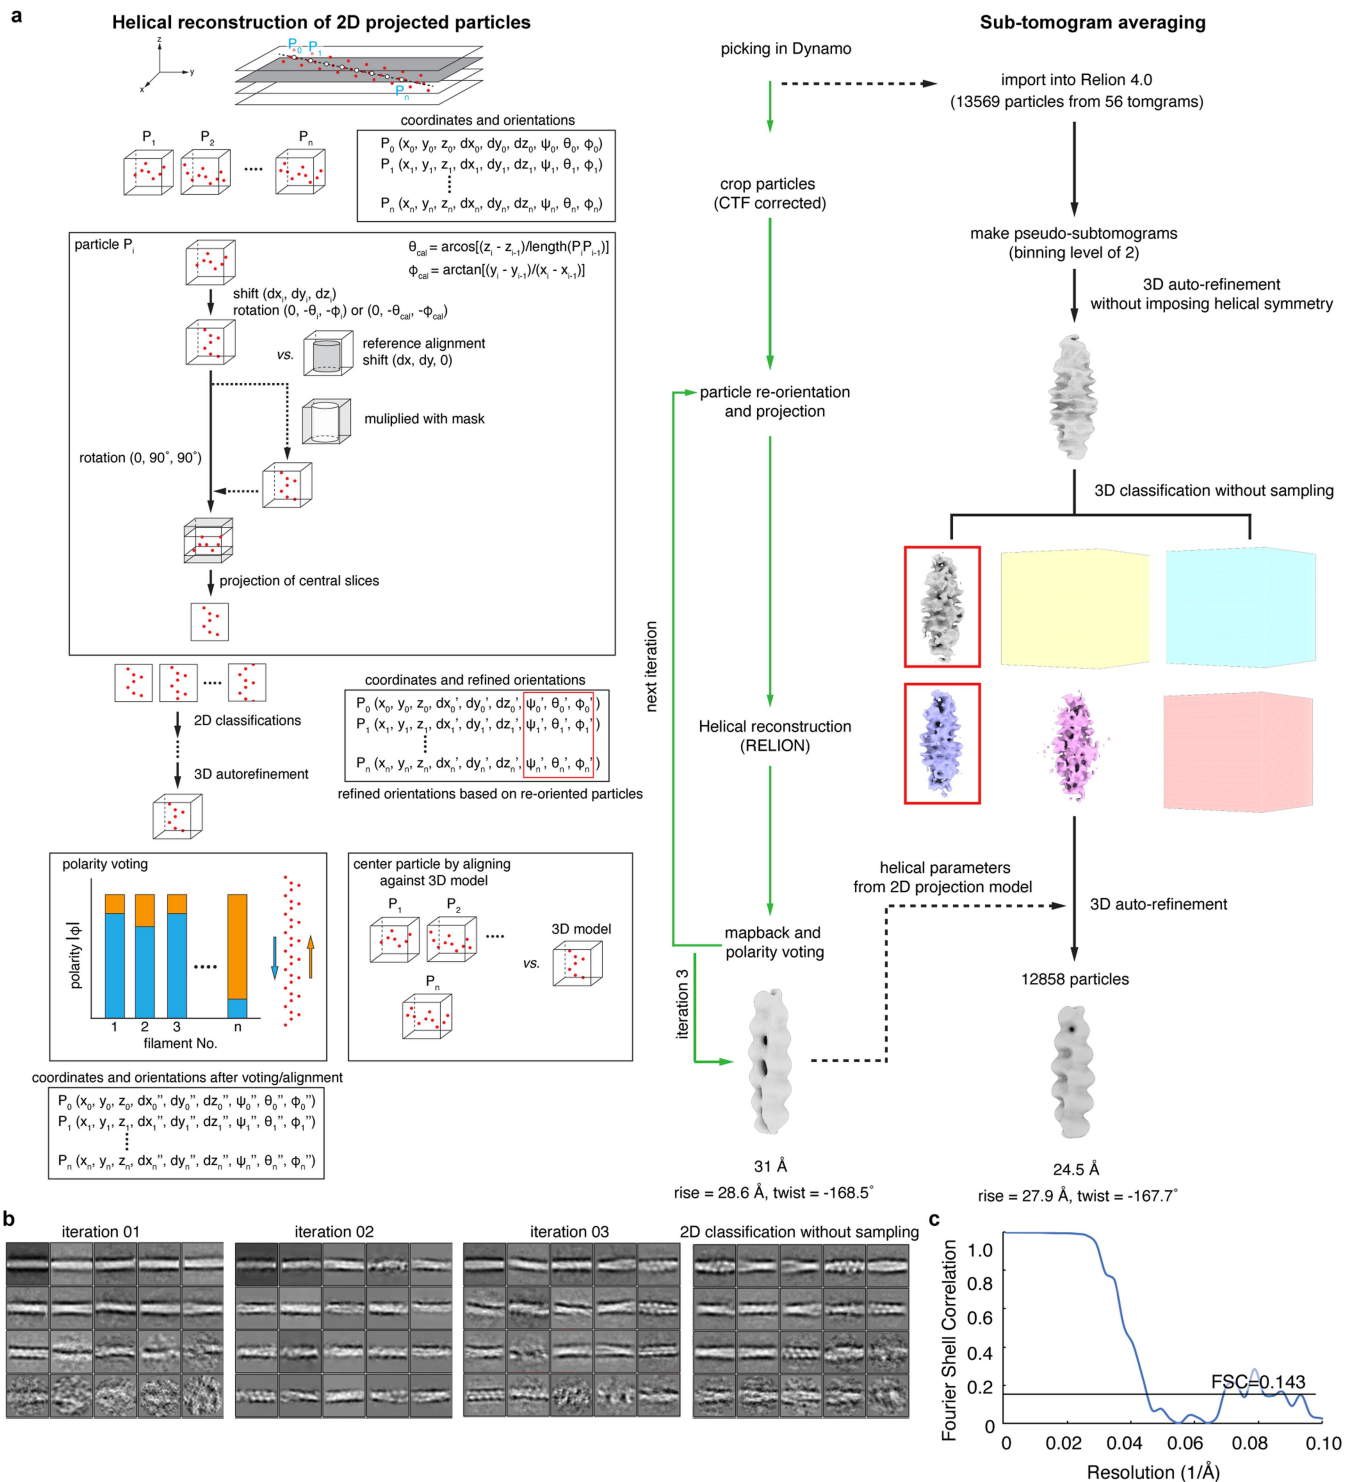 a
Helical reconstruction of 2D projected particles
Sub-tomogram averaging
z
y
x
P0
P1
Pn
P1 P2 Pn
coordinates and orientations
P0 (x0, y0, z0, dx0, dy0, dz0, ψ0, θ0, ϕ0)
P1 (x1, y1, z1, dx1, dy1, dz1, ψ1, θ1, ϕ1)
Pn (xn, yn, zn, dxn, dyn, dzn, ψn, θn, ϕn)
particle Pi
θcal = arcos[(zi - zi-1)/length(PiPi-1)]
ϕcal = arctan[(yi - yi-1)/(xi - xi-1)]
shift (dxi, dyi, dzi)
rotation (0, -θi, -ϕi) or (0, -θcal, -ϕcal)
vs.
reference alignment
shift (dx, dy, 0)
muliplied with mask
rotation (0, 90˚, 90˚)
projection of central slices
2D classifications
3D autorefinement
coordinates and refined orientations
P0 (x0, y0, z0, dx0’, dy0’, dz0’, ψ0’, θ0’, ϕ0’)
P1 (x1, y1, z1, dx1’, dy1’, dz1’, ψ1’, θ1’, ϕ1’)
Pn (xn, yn, zn, dxn’, dyn’, dzn’, ψn’, θn’, ϕn’)
refined orientations based on re-oriented particles
polarity voting
polarity |ϕ|
1 2 3 n
filament No.
center particle by aligning
against 3D model
P1 P2
Pn
vs.
3D model
coordinates and orientations after voting/alignment
P0 (x0, y0, z0, dx0”, dy0”, dz0”, ψ0”, θ0”, ϕ0”)
P1 (x1, y1, z1, dx1”, dy1”, dz1”, ψ1”, θ1”, ϕ1”)
Pn (xn, yn, zn, dxn”, dyn”, dzn”, ψn”, θn”, ϕn”)
picking in Dynamo
crop particles
(CTF corrected)
particle re-orientation
and projection
next iteration
Helical reconstruction
(RELION)
mapback and
polarity voting
iteration 3
31 Å
rise = 28.6 Å, twist = -168.5˚
import into Relion 4.0
(13569 particles from 56 tomgrams)
make pseudo-subtomograms
(binning level of 2)
3D auto-refinement
without imposing helical symmetry
3D classification without sampling
helical parameters
from 2D projection model
3D auto-refinement
12858 particles
24.5 Å
rise = 27.9 Å, twist = -167.7˚
b
iteration 01
iteration 02
iteration 03
2D classification without sampling
c
Fourier Shell Correlation
1.0
0.8
0.6
0.4
0.2
0
FSC=0.143
0 0.02 0.04 0.06 0.08 0.10
Resolution (1/Å)